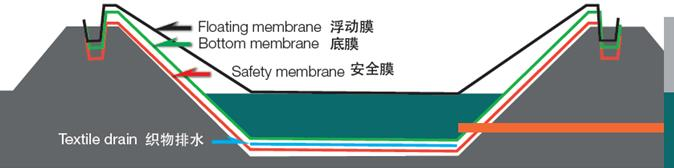 Floating membrane 浮动膜
Bottom membrane 底膜
Safety membrane 安全膜
Textile drain 织物排水